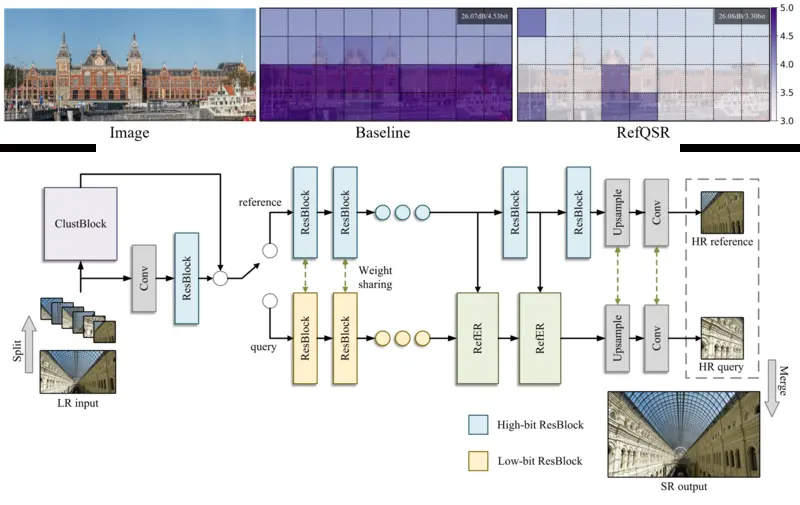 26.07dB/4.53bit
26.08dB/3.30bit
5.0
4.5
4.0
3.5
3.0
Image
Baseline
RefQSR
ClustBlock
Conv
ResBlock
reference
query
ResBlock
ResBlock
ResBlock
ResBlock
Upsample
Conv
HR reference
Weight
sharing
ResBlock
ResBlock
RefER
RefER
Upsample
Conv
HR query
Split
LR input
Merge
High-bit ResBlock
Low-bit ResBlock
SR output